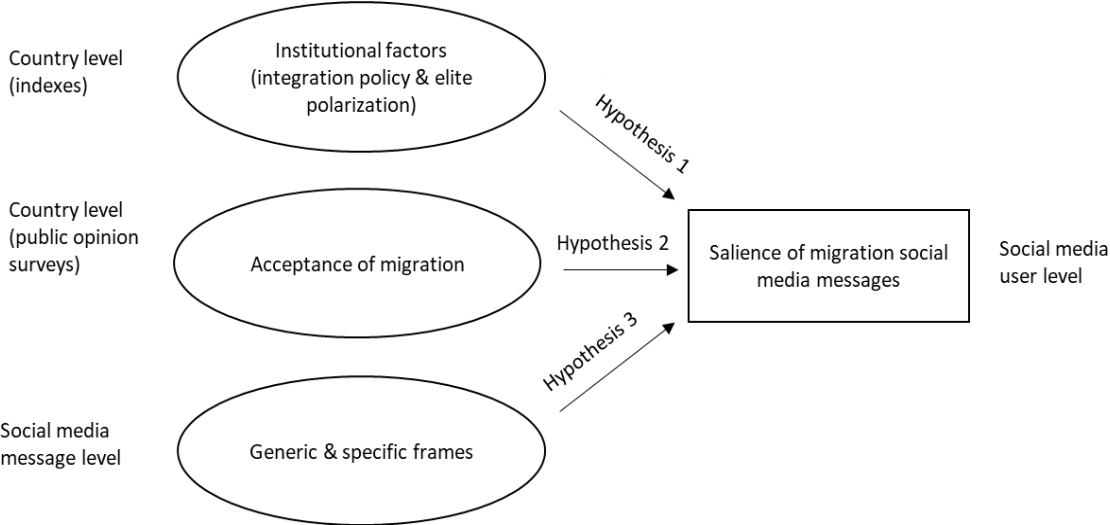 Country level
(indexes)
Institutional factors
(integration policy & elite
polarization)
Hypothesis 1
Country level
(public opinion
surveys)
Acceptance of migration
Hypothesis 2
Salience of migration social
media messages
Social media
user level
Hypothesis 3
Social media
message level
Generic & specific frames